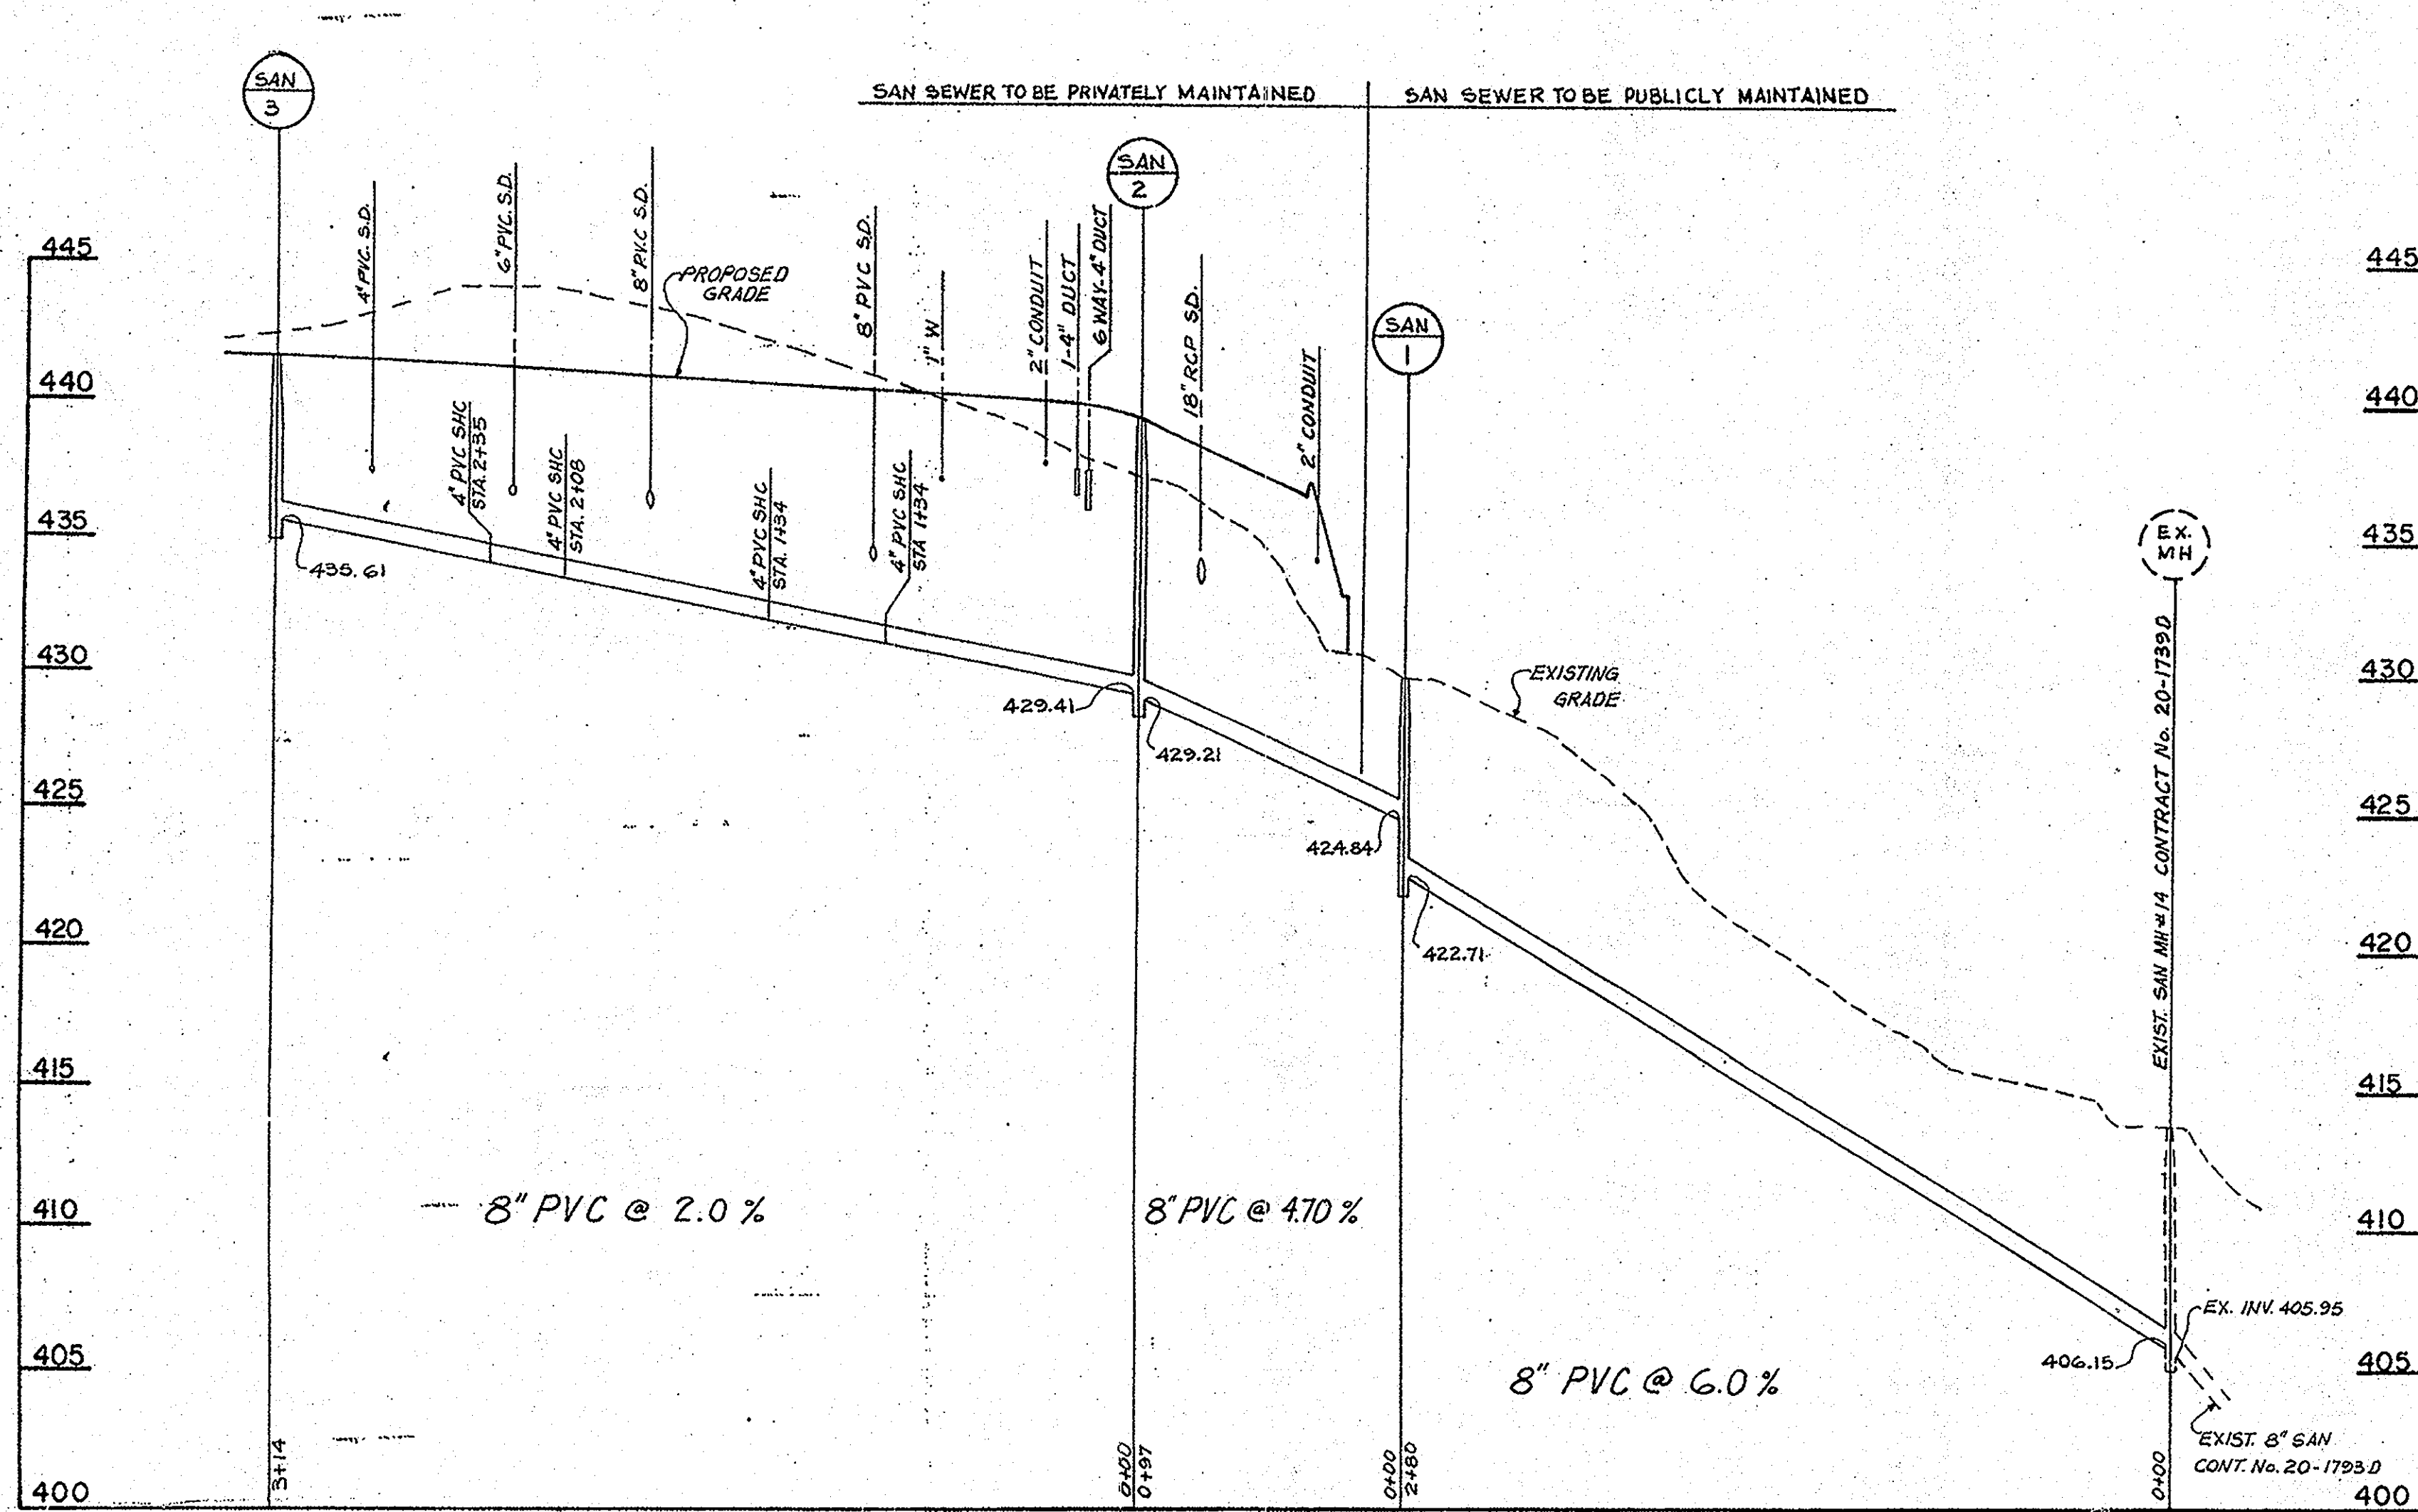 SAN
3
SAN SEWER TO BE PRIVATELY MAINTAINED
SAN SEWER TO BE PUBLICLY MAINTAINED
SAN
2
SAN
1
EX.
MH
4" PVC. S.D.
6" PVC. S.D.
8" PVC S.D.
PROPOSED
GRADE
8" PVC S.D.
1" W
2" CONDUIT
1-4" DUCT
6 WAY-4" DUCT
18" RCP S.D.
2" CONDUIT
4" PVC SHC
STA. 2+35
4" PVC SHC
STA. 2+08
4" PVC SHC
STA. 1+34
4" PVC SHC
STA 1+34
445
440
435
430
425
420
415
410
405
400
445
440
435
430
425
420
415
410
405
400
435.61
429.41
429.21
424.84
422.71
EXISTING
GRADE
EXIST. SAN MH#14 CONTRACT No. 20-1739D
8" PVC @ 2.0 %
8" PVC @ 4.70 %
8" PVC @ 6.0 %
406.15
EX. INV. 405.95
EXIST. 8" SAN
CONT. No. 20-1793D
3+14
0+00
0+97
0+00
2+80
0+00